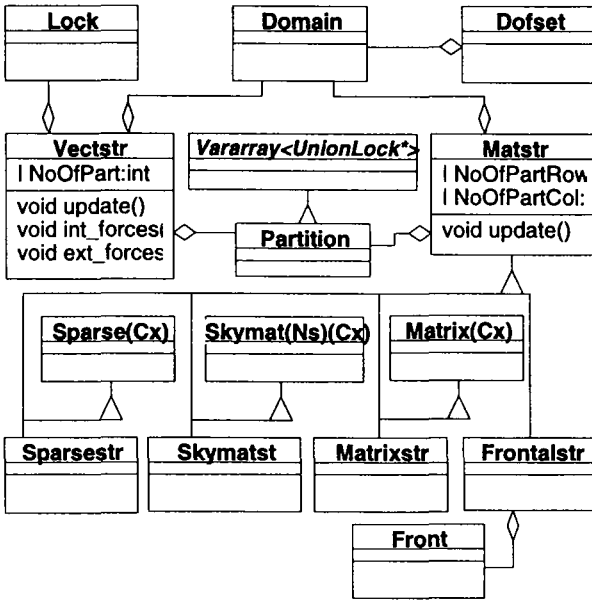 Lock
Domain
Dofset
Vectstr
| NoOfPart:int
void update()
void int_forces(
void ext_forces
Vararray<UnionLock*>
Partition
Matstr
| NoOfPartRow
| NoOfPartCol:
void update()
Sparse(Cx)
Skymat(Ns)(Cx)
Matrix(Cx)
Sparsestr
Skymatst
Matrixstr
Frontalstr
Front